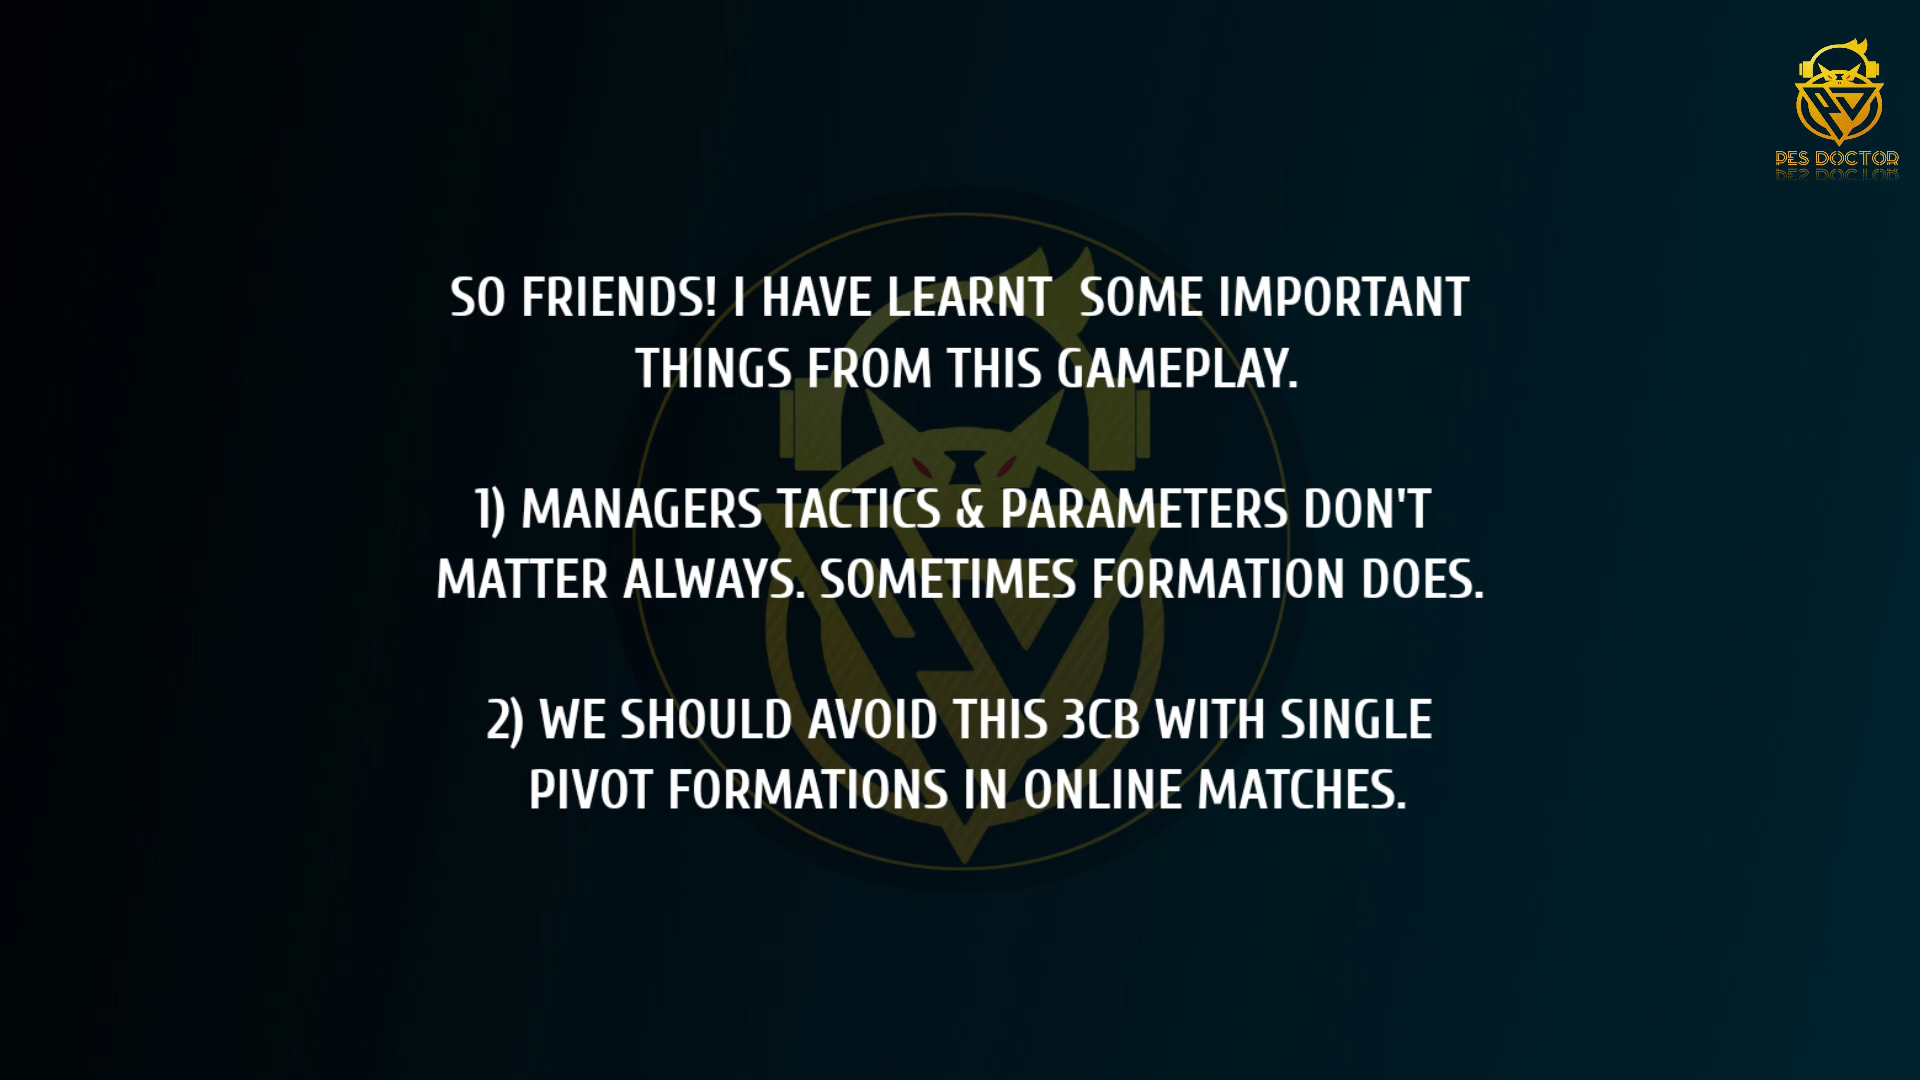 PES DOCTOR
SO FRIENDS! I HAVE LEARNT  SOME IMPORTANT
THINGS FROM THIS GAMEPLAY.
1) MANAGERS TACTICS & PARAMETERS DON'T
MATTER ALWAYS. SOMETIMES FORMATION DOES.
2) WE SHOULD AVOID THIS 3CB WITH SINGLE
PIVOT FORMATIONS IN ONLINE MATCHES.